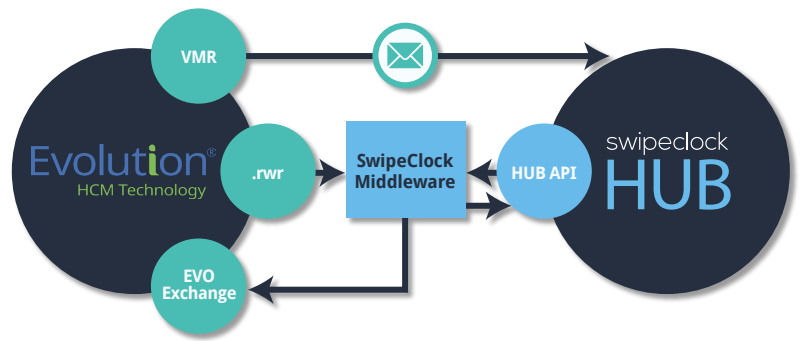 VMR
Evolution®
HCM Technology
.rwr
SwipeClock
Middleware
HUB API
swipeclock
HUB
EVO
Exchange